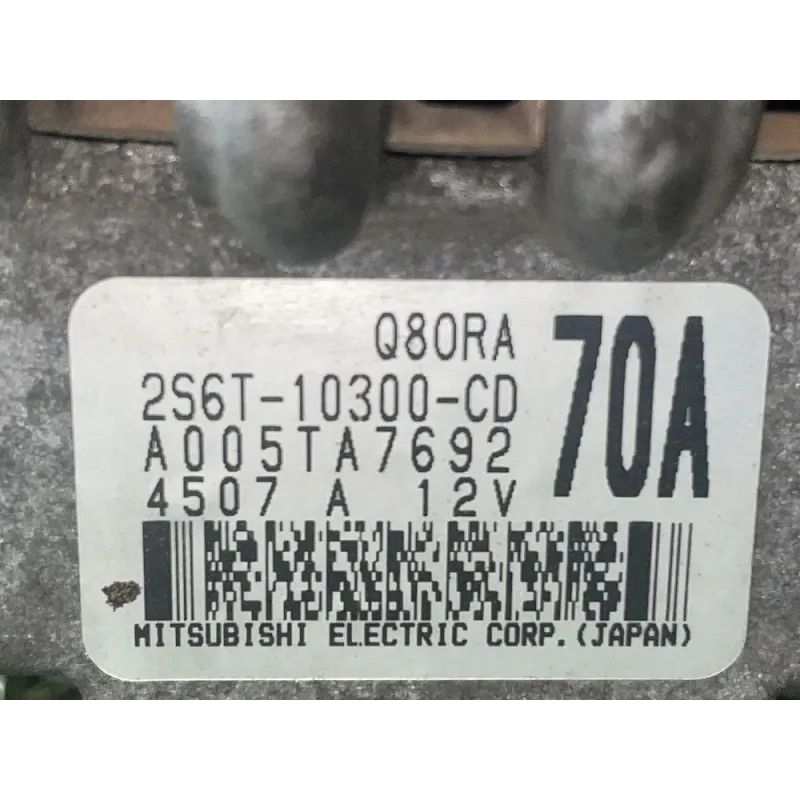 Q80RA
70A
2S6T-10300-CD
A005TA7692
4507 A 12V
MITSUBISHI ELECTRIC CORP. (JAPAN)